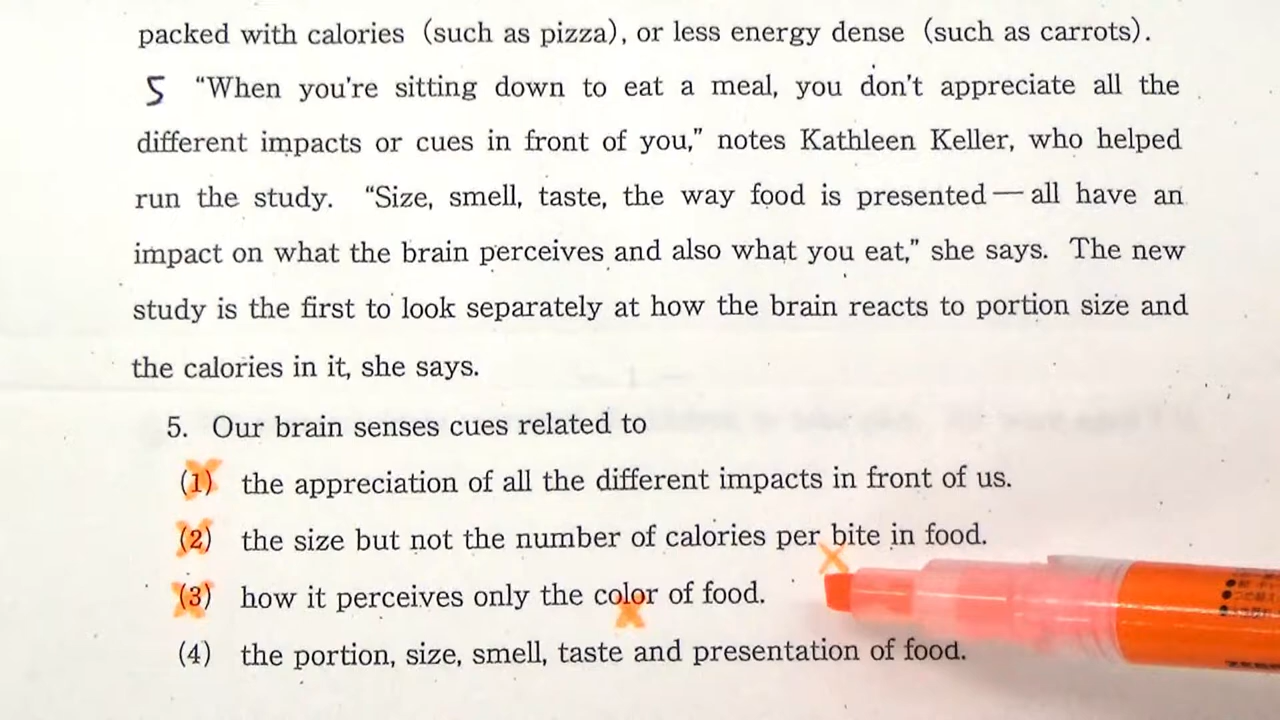 packed with calories (such as pizza), or less energy dense (such as carrots).
5 “When you're sitting down to eat a meal, you don't appreciate all the
different impacts or cues in front of you,” notes Kathleen Keller, who helped
run the study. “Size, smell, taste, the way food is presented — all have an
impact on what the brain perceives and also what you eat,” she says. The new
study is the first to look separately at how the brain reacts to portion size and
the calories in it, she says.
5. Our brain senses cues related to
(1) the appreciation of all the different impacts in front of us.
(2) the size but not the number of calories per bite in food.
(3) how it perceives only the color of food.
(4) the portion, size, smell, taste and presentation of food.